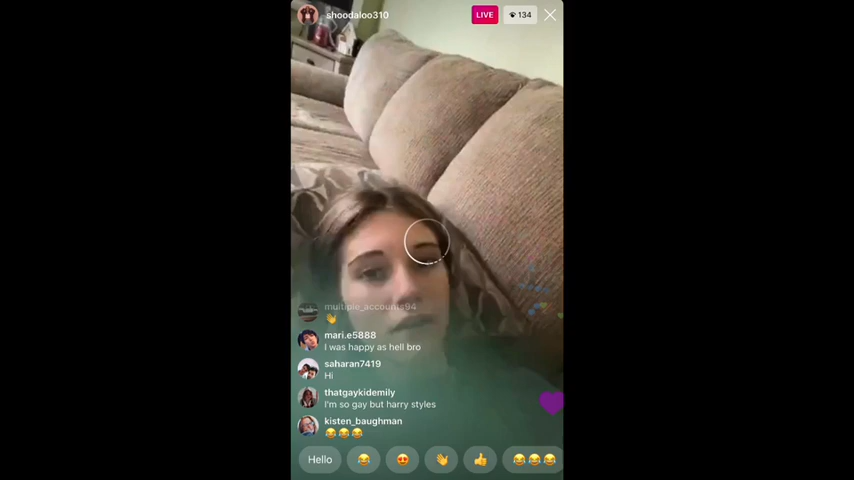 shoodaloo310
LIVE
134
multiple_accounts94
👋
mari.e5888
I was happy as hell bro
saharan7419
Hi
thatgaykidemily
I'm so gay but harry styles
kisten_baughman
😂😂😂
Hello
😂
😍
👋
👍
😂😂😂